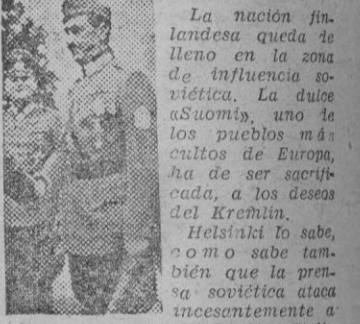 La nación fin-
landesa queda de
lleno en la zona
de influencia so-
viética. La dulce
«Suomi», uno de
los pueblos más
cultos de Europa,
ha de ser sacrifi-
cada, a los deseos
del Kremlin.
Helsinki lo sabe,
como sabe tam-
bién que la pren-
sa soviética ataca
incesantemente a